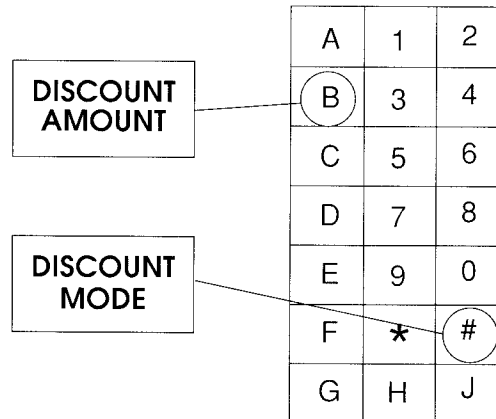 A 1 2
DISCOUNT
AMOUNT
B 3 4
C 5 6
D 7 8
DISCOUNT
MODE
E 9 0
F * #
G H J